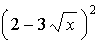 (2 − 3√x)²